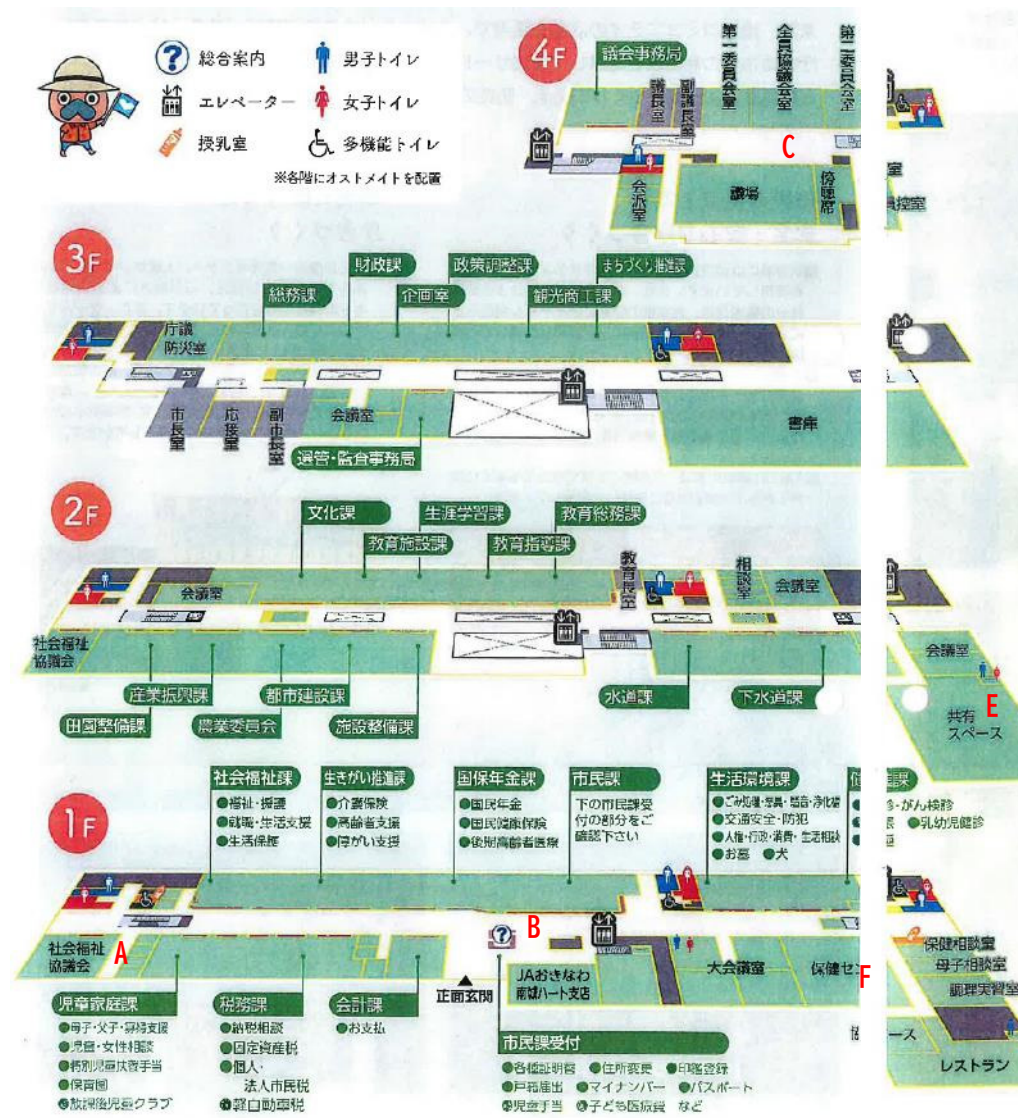 総合案内
男子トイレ
エレベーター
女子トイレ
授乳室
多機能トイレ
※各階にオストメイトを配置
4F
議会事務局
議長室
副議長室
第一委員会室
全員協議会室
第二委員会室
C
会派室
議場
傍聴席
室
員控室
3F
財政課
政策調整課
まちづくり推進課
総務課
企画室
観光商工課
庁議
防災室
市長室
応接室
副市長室
会議室
書庫
選管・監査事務局
2F
文化課
生涯学習課
教育総務課
教育施設課
教育指導課
教育長室
相談室
会議室
会議室
社会福祉
協議会
会議室
産業振興課
都市建設課
水道課
下水道課
田園整備課
農業委員会
施設整備課
共有
スペース
E
1F
社会福祉課
●福祉・援護
●就職・生活支援
●生活保護
生きがい推進課
●介護保険
●高齢者支援
●障がい支援
国保年金課
●国民年金
●国民健康保険
●後期高齢者医療
市民課
下の市民課受
付の部分をご
確認下さい
生活環境課
●ごみ処理・悪臭・騒音・浄化槽
●交通安全・防犯
●人権・行政・消費・生活相談
●お墓 ●犬
診・がん検診
●乳幼児健診
社会福祉
協議会
A
B
正面玄関
JAおきなわ
南城ハート支店
大会議室
保健セン
F
保健相談室
母子相談室
調理実習室
ース
レストラン
児童家庭課
●母子・父子・寡婦支援
●児童・女性相談
●特別児童扶養手当
●保育園
●放課後児童クラブ
税務課
●納税相談
●固定資産税
●個人・
法人市民税
●軽自動車税
会計課
●お支払
市民課受付
●各種証明書 ●住所変更 ●印鑑登録
●戸籍届出 ●マイナンバー ●パスポート
●児童手当 ●子ども医療費 など